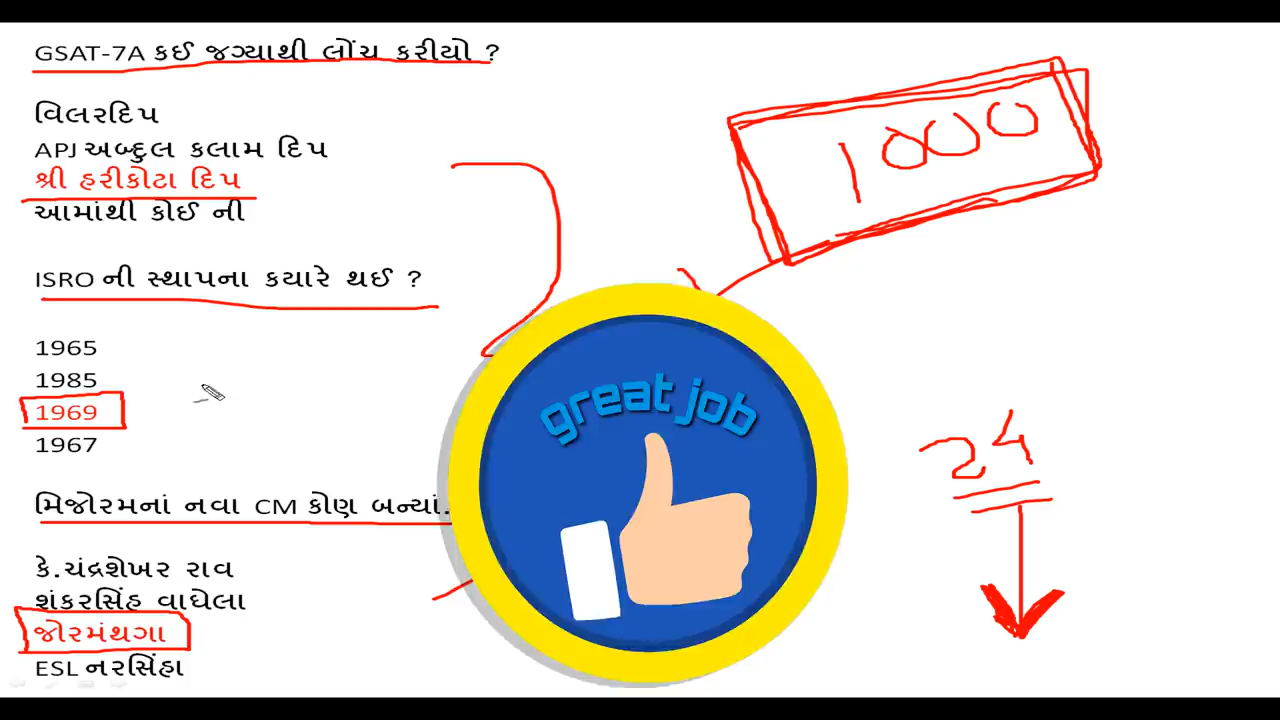 GSAT-7A કઈ જગ્યાથી લોંચ કરીયો ?
વિલરદિપ
APJ અબ્દુલ કલામ દિપ
શ્રી હરીકોટા દિપ
આમાંથી કોઈ ની
ISRO ની સ્થાપના કયારે થઈ ?
1965
1985
1969
1967
મિજોરમનાં નવા CM કોણ બન્યાં.
કે.ચંદ્રશેખર રાવ
શંકરસિંહ વાઘેલા
જોરમંથગા
ESL નરસિંહા
1000
great job
24